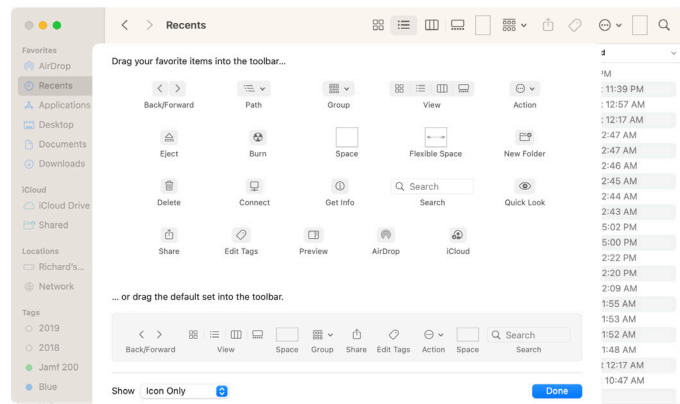 Recents
Favorites
AirDrop
Recents
Applications
Desktop
Documents
Downloads
iCloud
iCloud Drive
Shared
Locations
Richard's...
Network
Tags
2019
2018
Jamf 200
Blue
Drag your favorite items into the toolbar...
Back/Forward Path Group View Action
Eject Burn Space Flexible Space New Folder
Search
Delete Connect Get Info Search Quick Look
Share Edit Tags Preview AirDrop iCloud
... or drag the default set into the toolbar.
Search
Back/Forward View Space Group Share Edit Tags Action Space Search
Show Icon Only Done
11:39 PM
12:57 AM
12:17 AM
2:47 AM
2:47 AM
2:46 AM
2:45 AM
2:44 AM
2:43 AM
5:02 PM
5:00 PM
2:22 PM
2:20 PM
2:09 AM
1:55 AM
1:53 AM
1:52 AM
1:48 AM
12:17 AM
10:47 AM